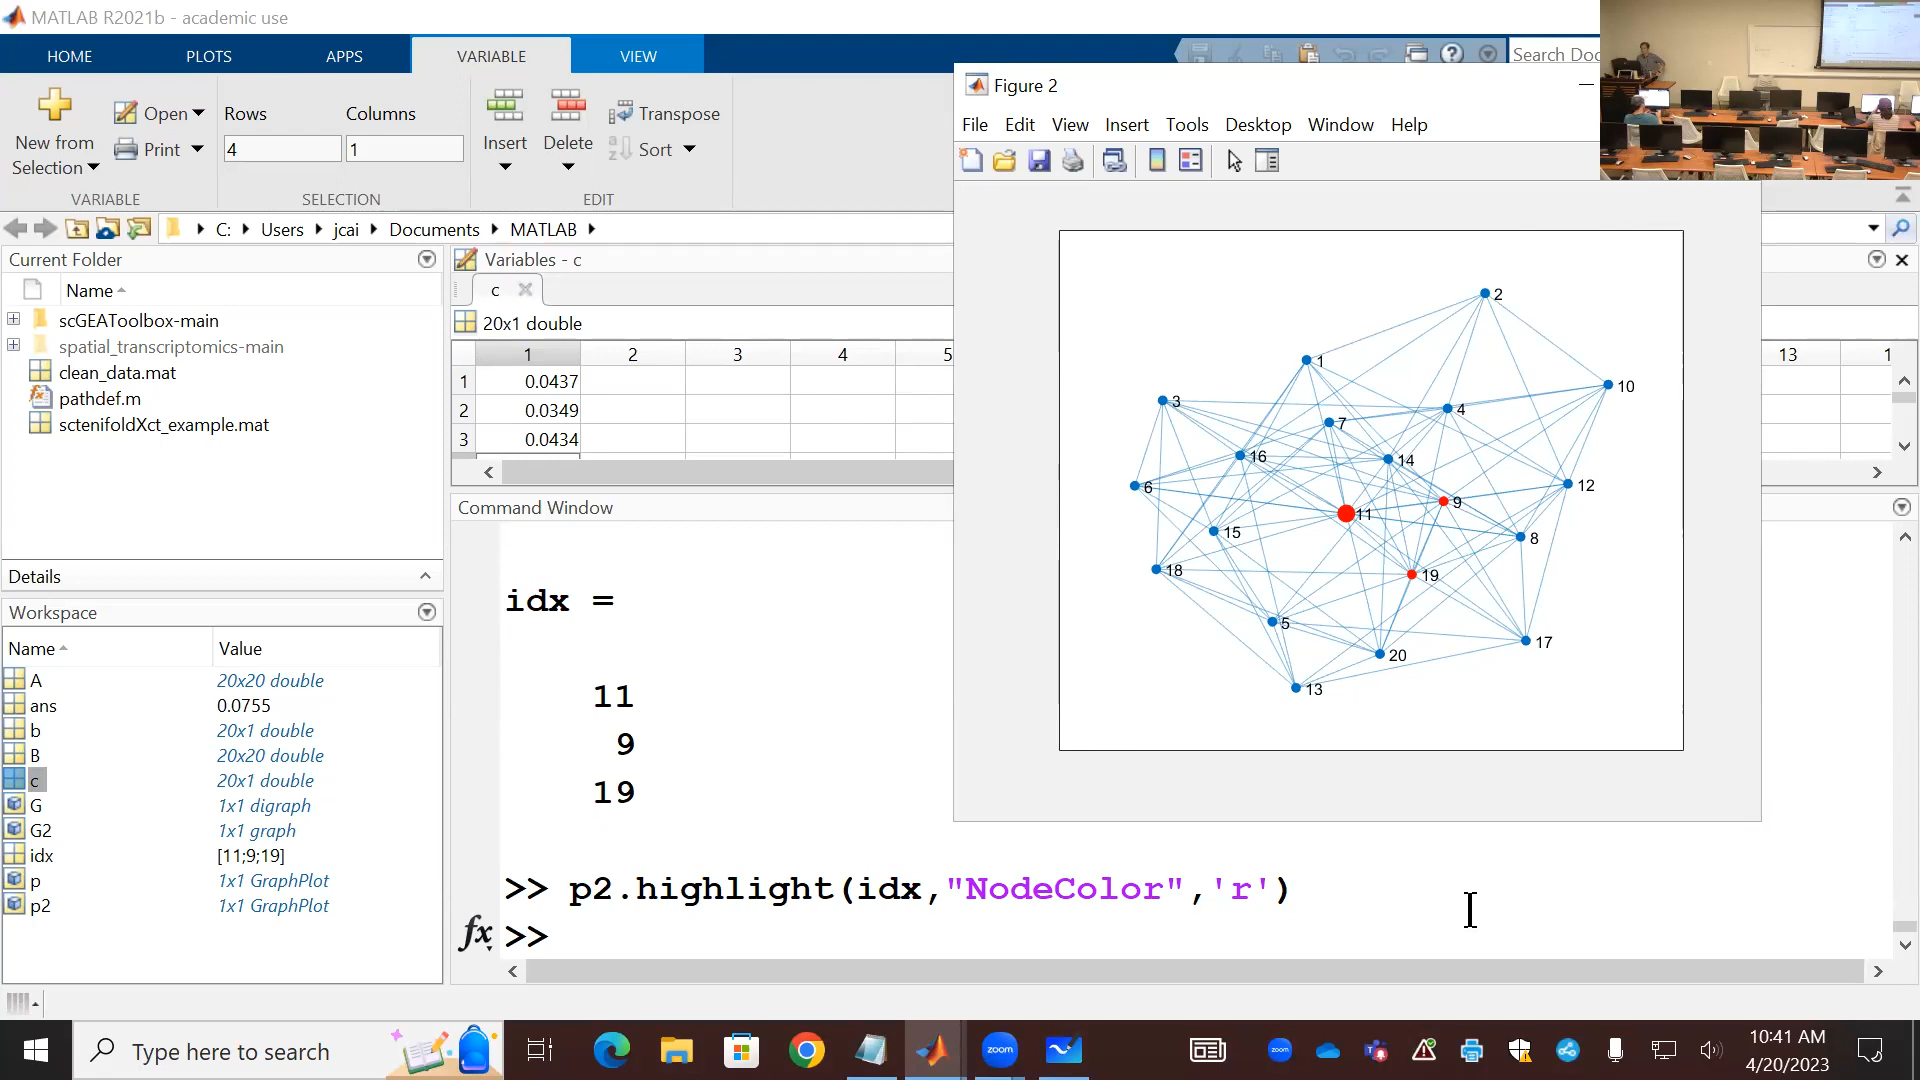 MATLAB R2021b - academic use
HOME PLOTS APPS VARIABLE VIEW
Search Doc
New from
Selection
Open
Print
VARIABLE
Rows Columns
4 1
SELECTION
Insert Delete
Transpose
Sort
EDIT
C: Users jcai Documents MATLAB
Current Folder
Name
scGEAToolbox-main
spatial_transcriptomics-main
clean_data.mat
pathdef.m
sctenifoldXct_example.mat
Details
Workspace
Name Value
A 20x20 double
ans 0.0755
b 20x1 double
B 20x20 double
c 20x1 double
G 1x1 digraph
G2 1x1 graph
idx [11;9;19]
p 1x1 GraphPlot
p2 1x1 GraphPlot
Variables - c
c
20x1 double
1 2 3 4 5 13 1
1 0.0437
2 0.0349
3 0.0434
Command Window
idx =
11
9
19
>> p2.highlight(idx,"NodeColor",'r')
fx >>
Figure 2
File Edit View Insert Tools Desktop Window Help
2
1
10
3
4
7
16
14
6
12
9
11
15
8
18
19
5
17
20
13
Type here to search
zoom
zoom
10:41 AM
4/20/2023